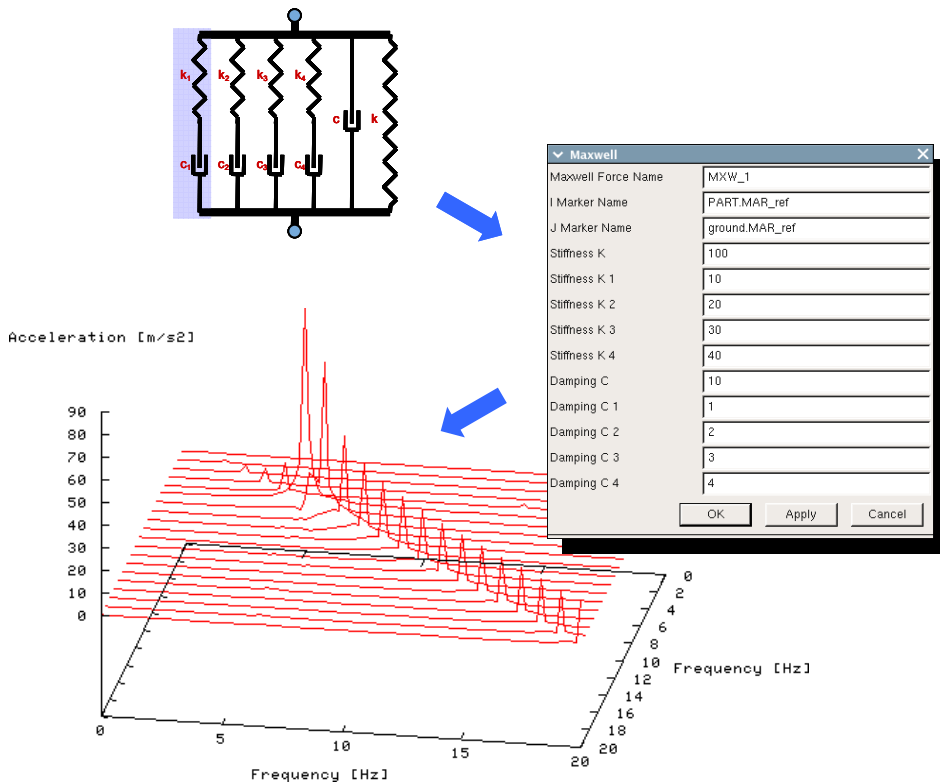 k1 k2 k3 k4
c k
c1 c2 c3 c4
Maxwell
Maxwell Force Name MXW_1
I Marker Name PART.MAR_ref
J Marker Name ground.MAR_ref
Stiffness K 100
Stiffness K 1 10
Stiffness K 2 20
Stiffness K 3 30
Stiffness K 4 40
Damping C 10
Damping C 1 1
Damping C 2 2
Damping C 3 3
Damping C 4 4
OK Apply Cancel
Acceleration [m/s2]
90
80
70
60
50
40
30
20
10
0
0
2
4
6
8
10
12
14
16
18
20
Frequency [Hz]
0 5 10 15 20
Frequency [Hz]